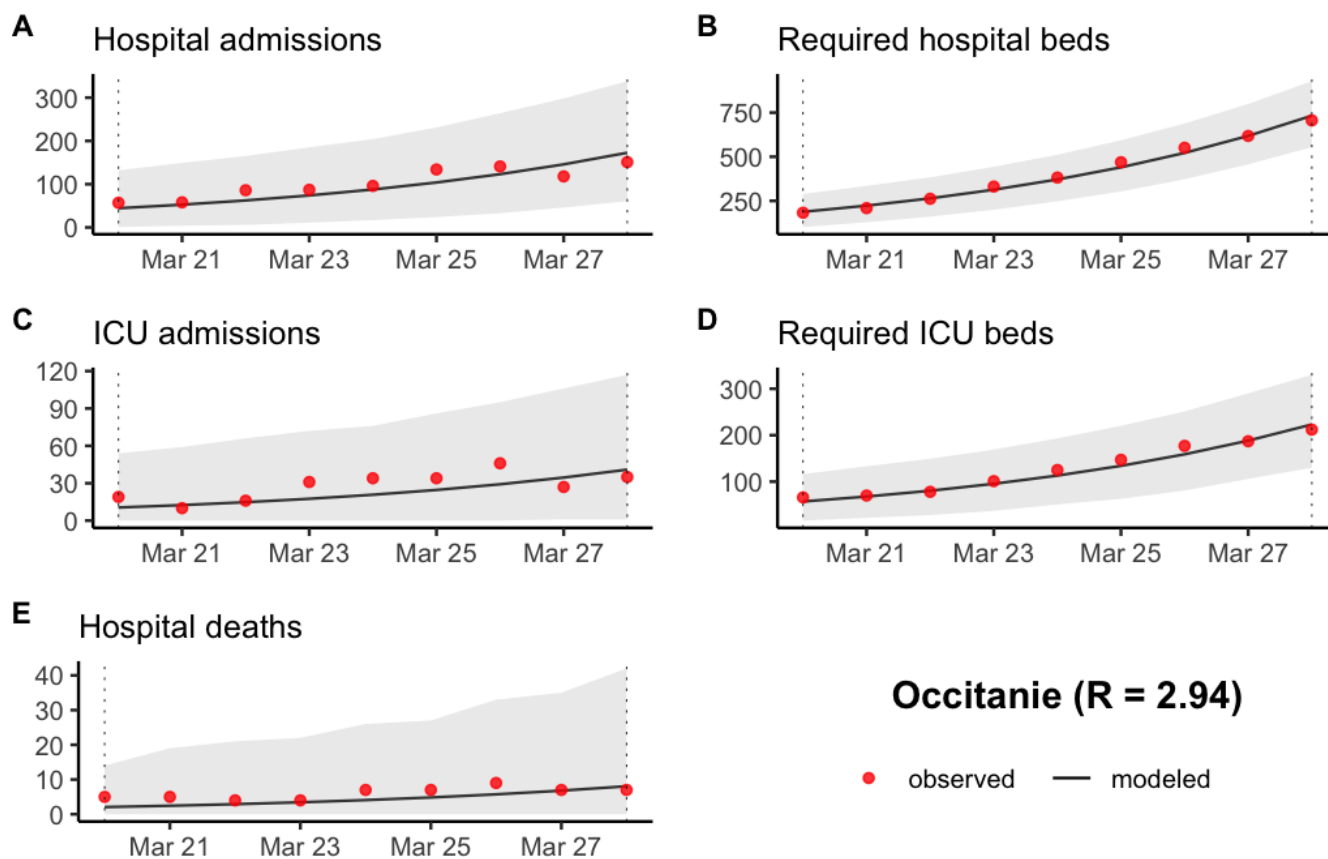 A
Hospital admissions
300
200
100
0
Mar 21 Mar 23 Mar 25 Mar 27
B
Required hospital beds
750
500
250
Mar 21 Mar 23 Mar 25 Mar 27
C
ICU admissions
120
90
60
30
0
Mar 21 Mar 23 Mar 25 Mar 27
D
Required ICU beds
300
200
100
Mar 21 Mar 23 Mar 25 Mar 27
E
Hospital deaths
40
30
20
10
0
Mar 21 Mar 23 Mar 25 Mar 27
Occitanie (R = 2.94)
observed modeled